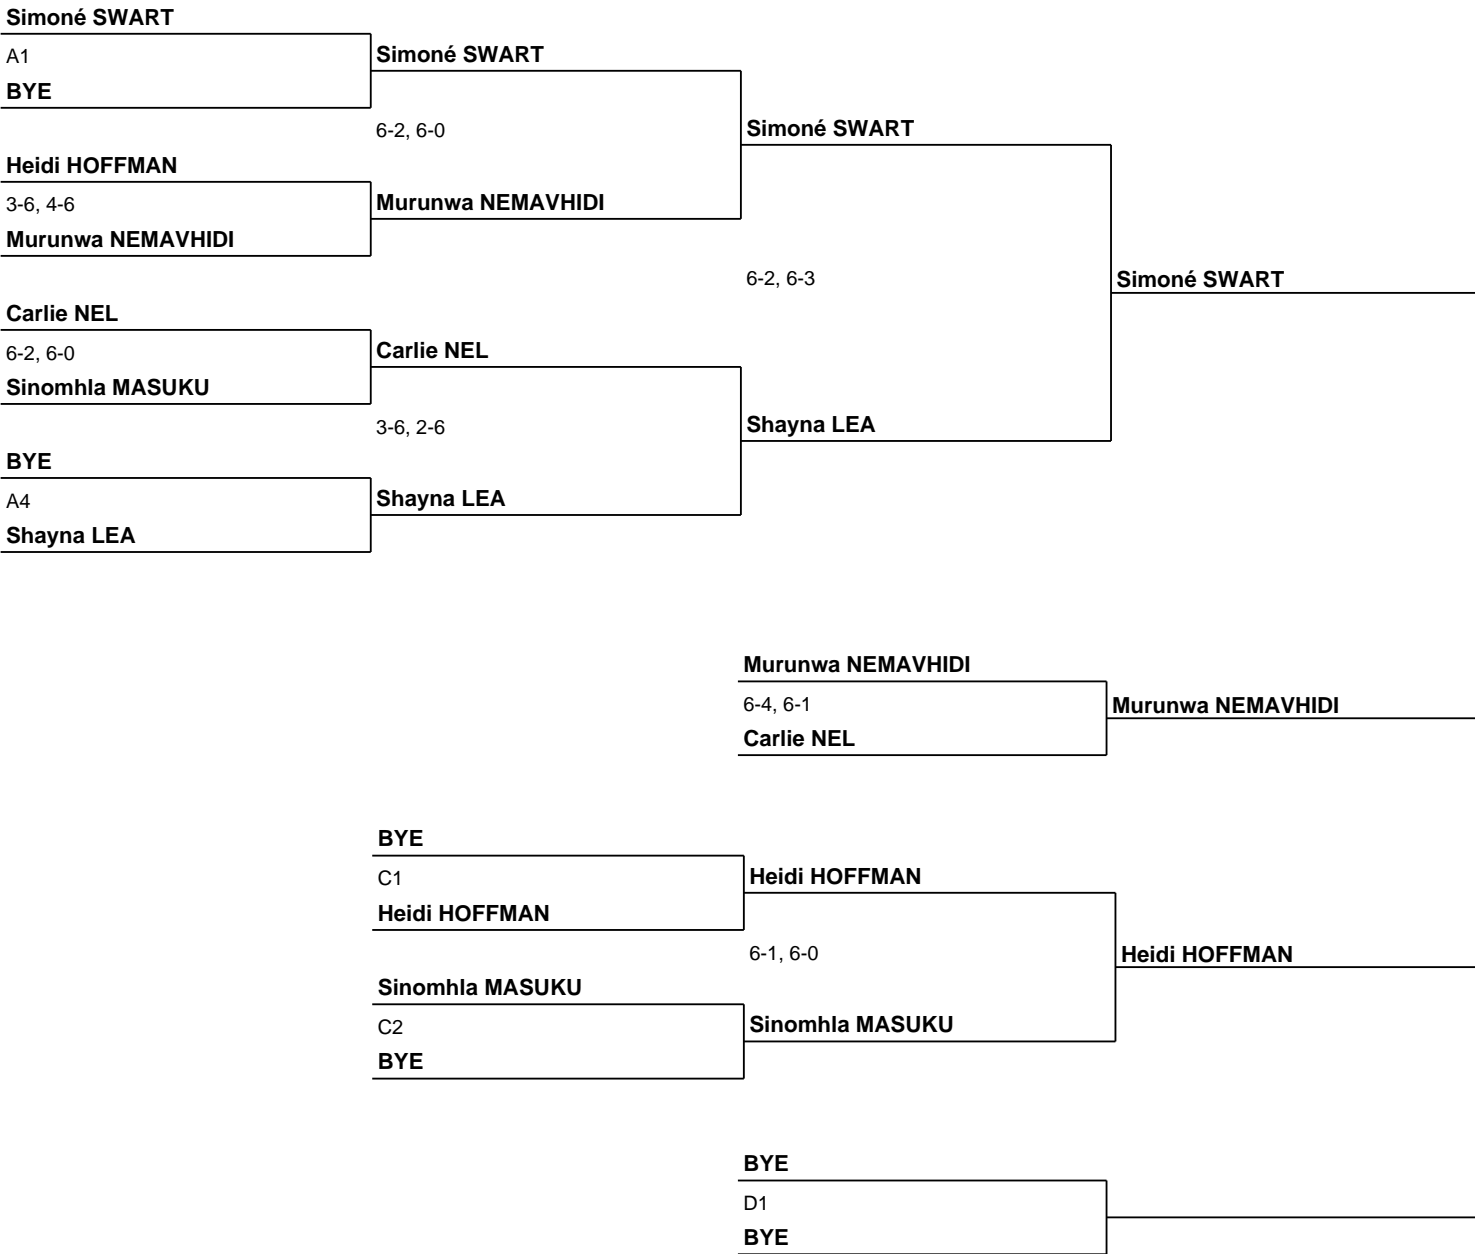 Simoné SWART
A1
Simoné SWART
BYE
6-2, 6-0
Simoné SWART
Heidi HOFFMAN
3-6, 4-6
Murunwa NEMAVHIDI
Murunwa NEMAVHIDI
6-2, 6-3
Simoné SWART
Carlie NEL
6-2, 6-0
Carlie NEL
Sinomhla MASUKU
3-6, 2-6
Shayna LEA
BYE
A4
Shayna LEA
Shayna LEA
Murunwa NEMAVHIDI
6-4, 6-1
Murunwa NEMAVHIDI
Carlie NEL
BYE
C1
Heidi HOFFMAN
Heidi HOFFMAN
6-1, 6-0
Heidi HOFFMAN
Sinomhla MASUKU
C2
Sinomhla MASUKU
BYE
BYE
D1
BYE